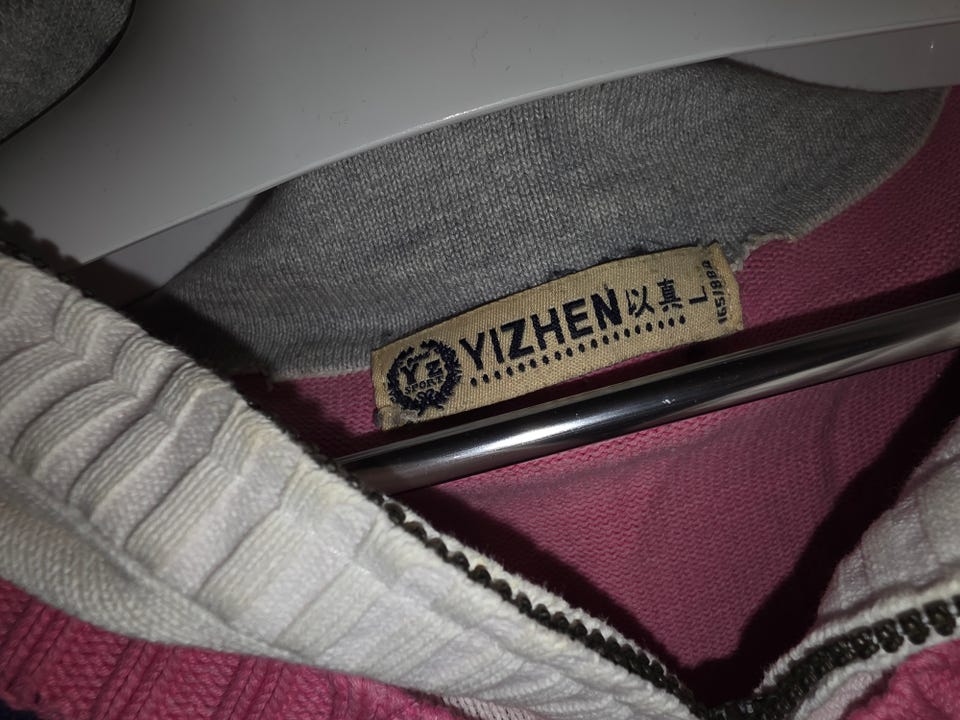 YZ
SPORT
YIZHEN以真
L
165/88A